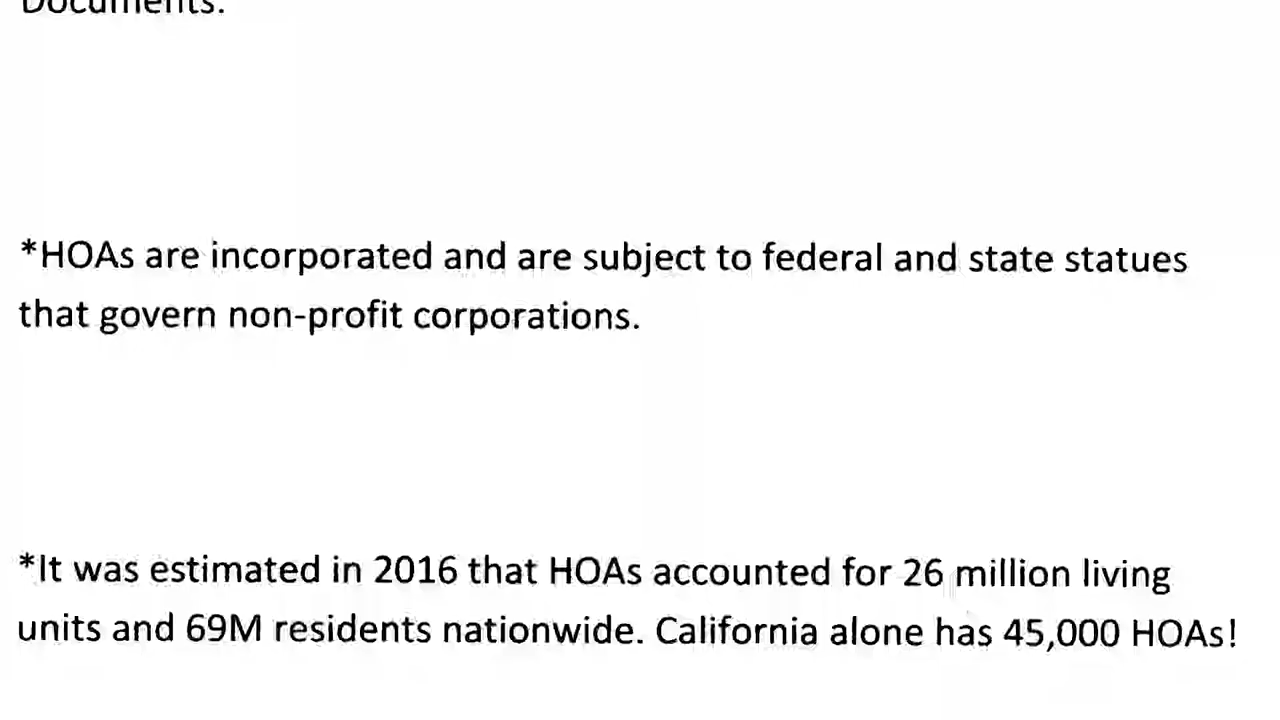 Documents.
*HOAs are incorporated and are subject to federal and state statues
that govern non-profit corporations.
*It was estimated in 2016 that HOAs accounted for 26 million living
units and 69M residents nationwide. California alone has 45,000 HOAs!